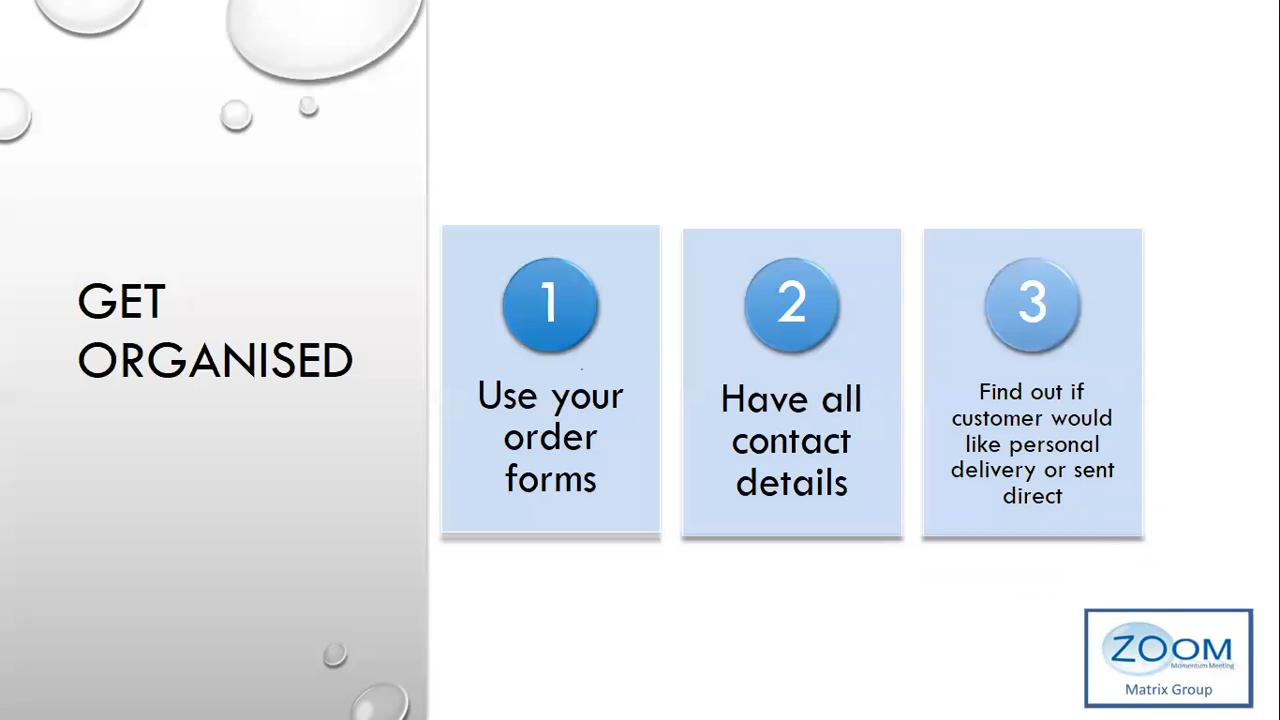 GET
ORGANISED
1
Use your
order
forms
2
Have all
contact
details
3
Find out if
customer would
like personal
delivery or sent
direct
ZOOM
Momentum Meeting
Matrix Group